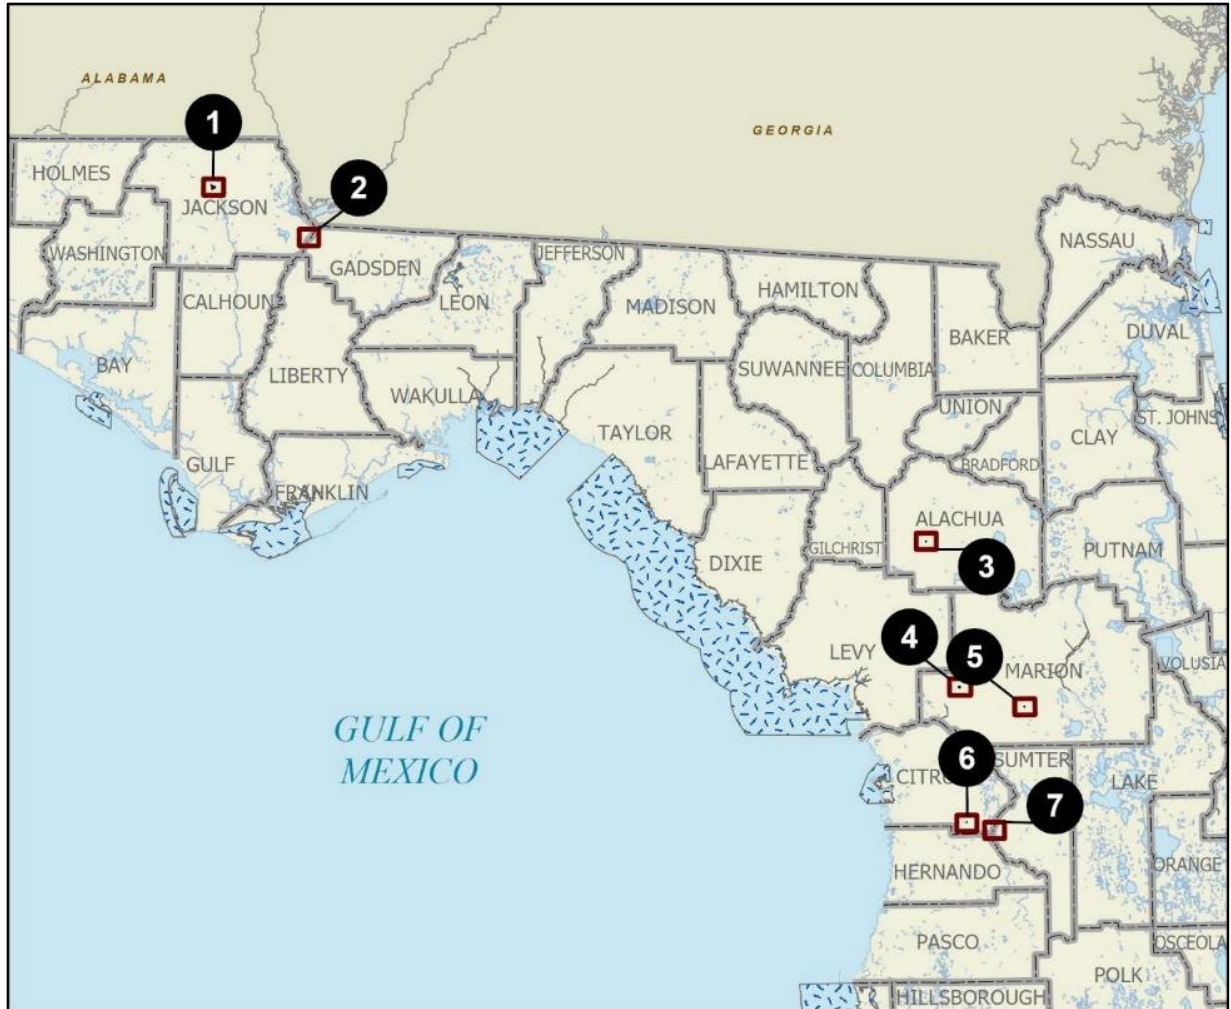 ALABAMA
1
GEORGIA
HOLMES
2
JACKSON
NASSAU
WASHINGTON
JEFFERSON
GADSDEN
HAMILTON
CALHOUN
LEON
MADISON
DUVAL
BAKER
BAY
LIBERTY
SUWANNEE
COLUMBIA
WAKULLA
UNION
ST. JOHNS
TAYLOR
CLAY
LAFAYETTE
GULF
BRADFORD
FRANKLIN
ALACHUA
GILCHRIST
PUTNAM
DIXIE
3
4
LEVY
5
MARION
VOLUSIA
GULF OF
MEXICO
6
SUMTER
CITRU
LAKE
7
ORANGE
HERNANDO
PASCO
OSCEOLA
POLK
HILLSBOROUGH